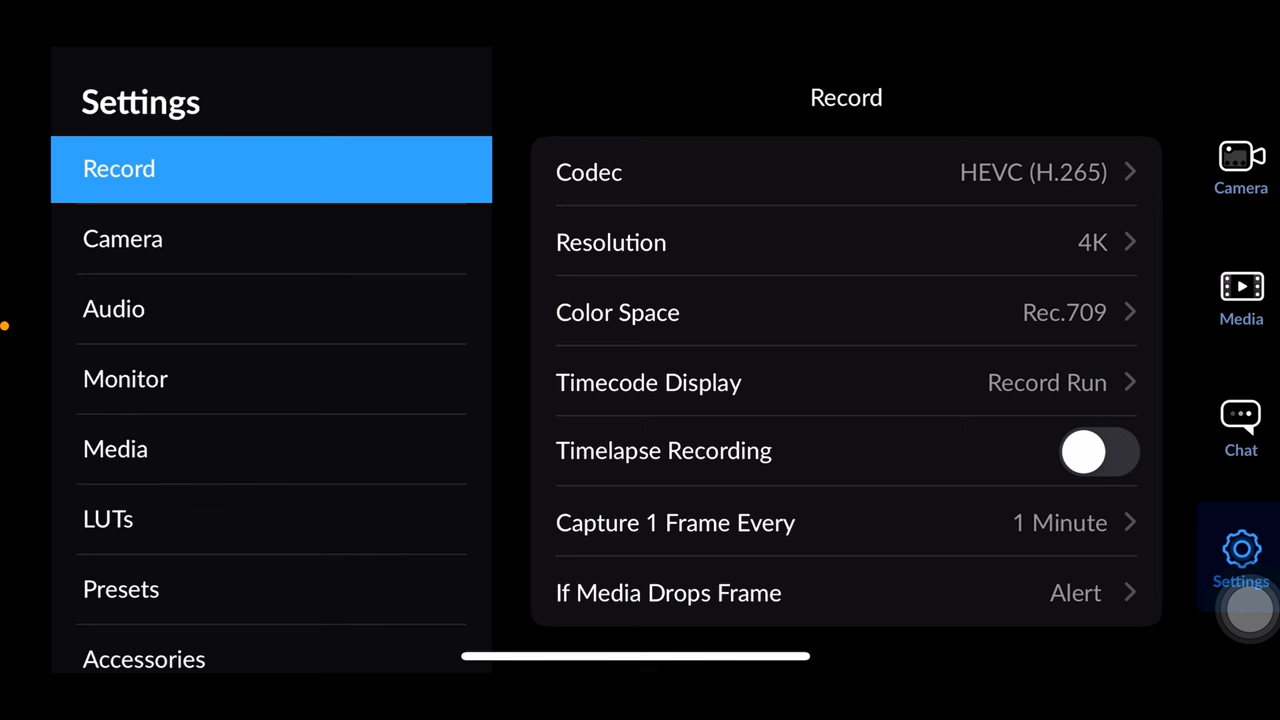 Settings
Record
Camera
Audio
Monitor
Media
LUTs
Presets
Accessories
Record
Codec HEVC (H.265)
Resolution 4K
Color Space Rec.709
Timecode Display Record Run
Timelapse Recording
Capture 1 Frame Every 1 Minute
If Media Drops Frame Alert
Camera
Media
Chat
Settings